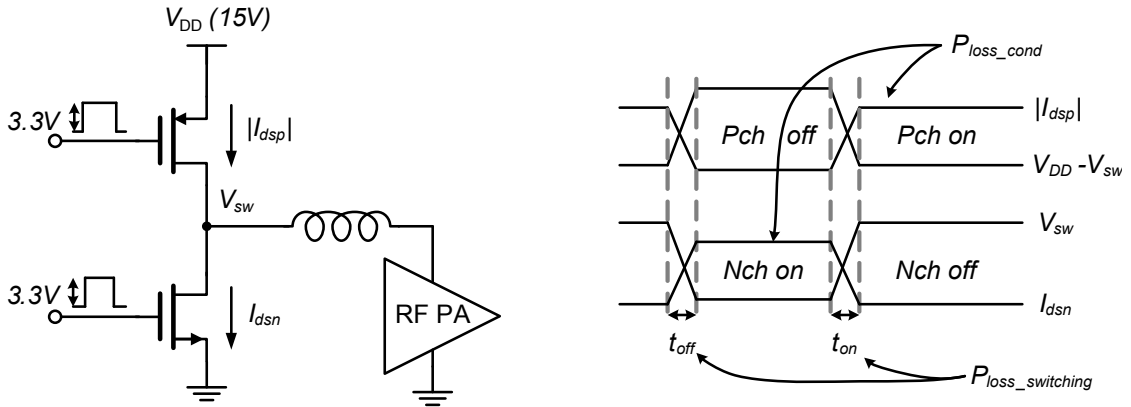 V_DD (15V)
3.3V
|I_dsp|
V_sw
3.3V
I_dsn
RF PA
P_loss_cond
|I_dsp|
Pch off
Pch on
V_DD -V_sw
V_sw
Nch on
Nch off
I_dsn
t_off
t_on
P_loss_switching